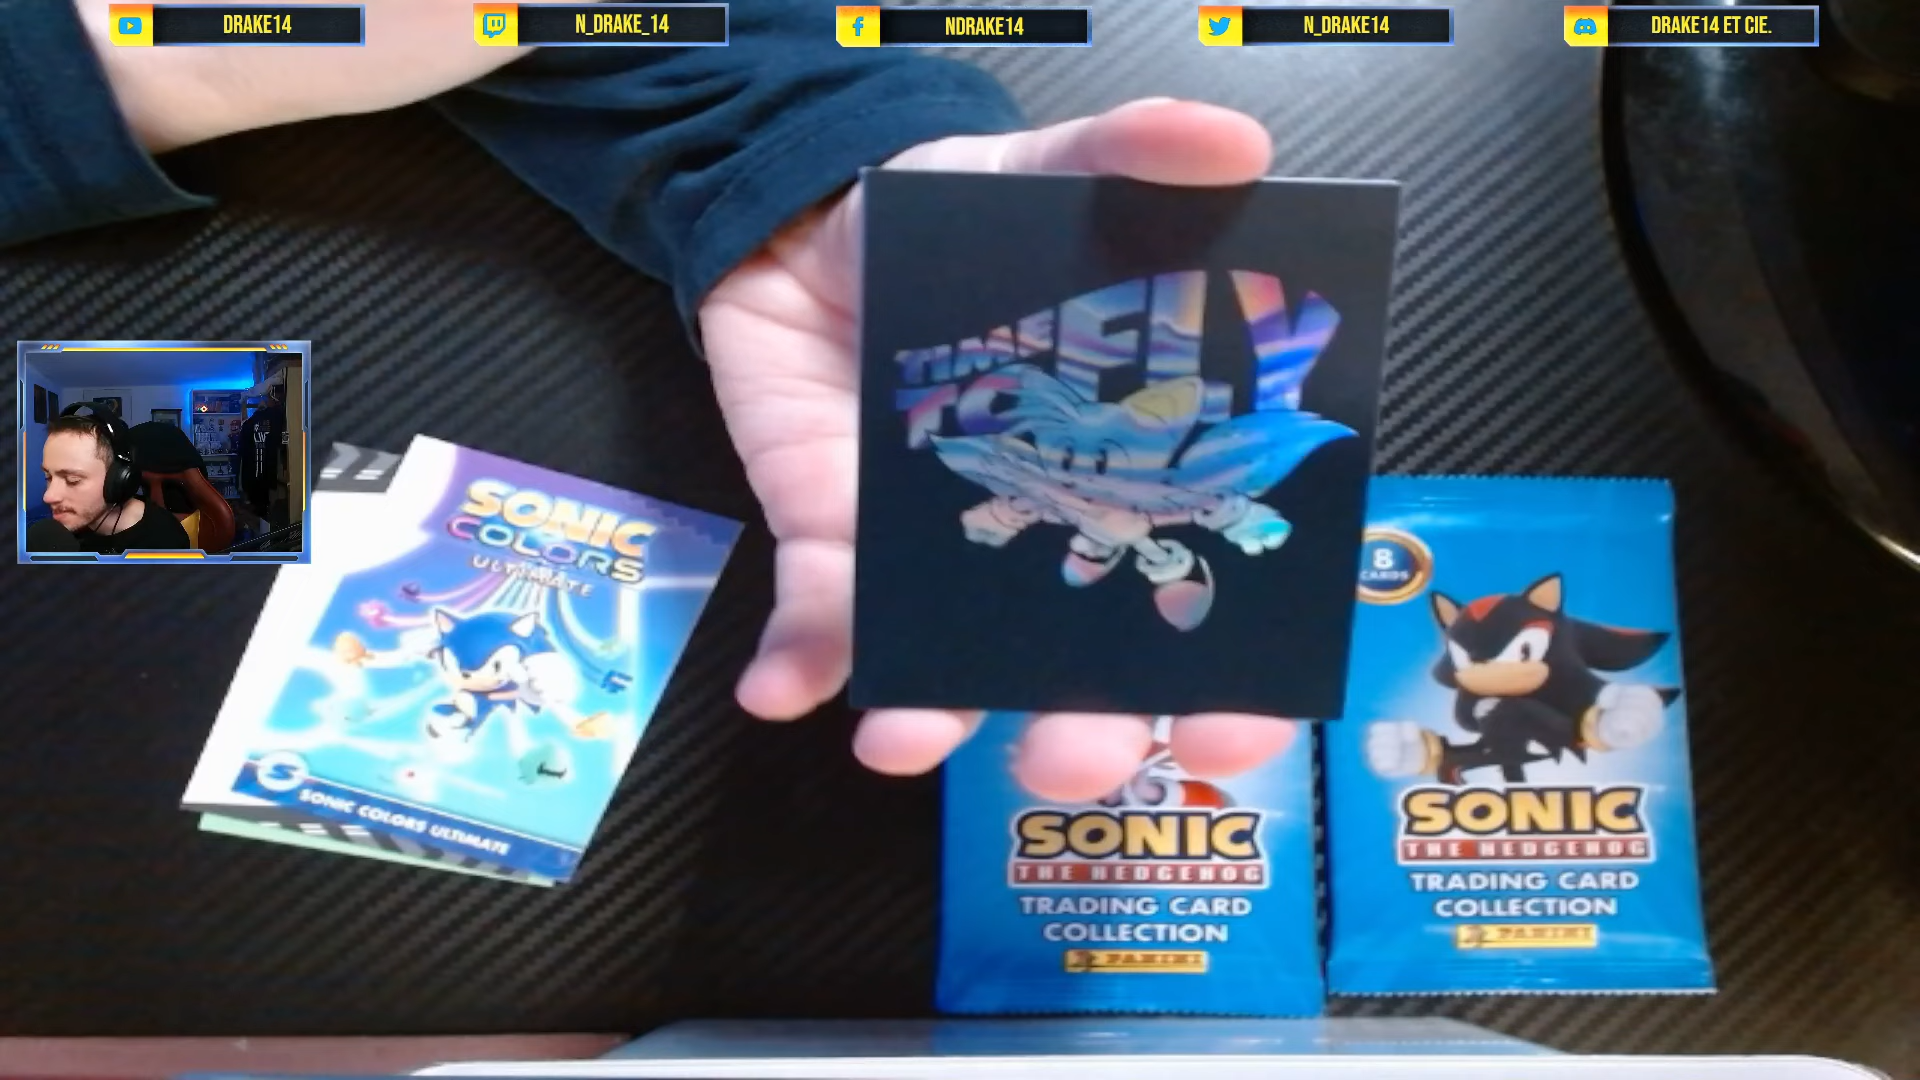 DRAKE14
N_DRAKE_14
NDRAKE14
N_DRAKE14
DRAKE14 ET CIE.
TIME
TO FLY
SONIC
COLORS
ULTIMATE
SONIC COLORS ULTIMATE
8
CARDS
SONIC
THE HEDGEHOG
TRADING CARD
COLLECTION
PANINI
SONIC
THE HEDGEHOG
TRADING CARD
COLLECTION
PANINI